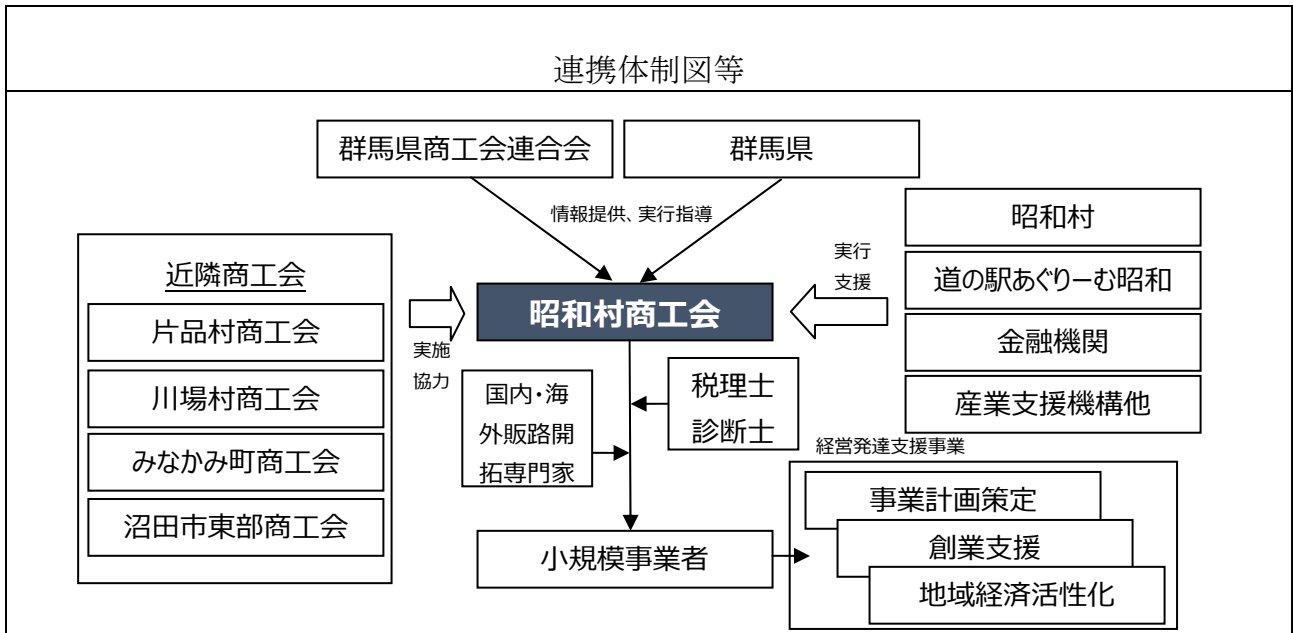 連携体制図等
群馬県商工会連合会
群馬県
情報提供、実行指導
近隣商工会
片品村商工会
川場村商工会
みなかみ町商工会
沼田市東部商工会
実施
協力
昭和村商工会
実行
支援
昭和村
道の駅あぐりーむ昭和
金融機関
産業支援機構他
国内・海
外販路開
拓専門家
税理士
診断士
小規模事業者
経営発達支援事業
事業計画策定
創業支援
地域経済活性化